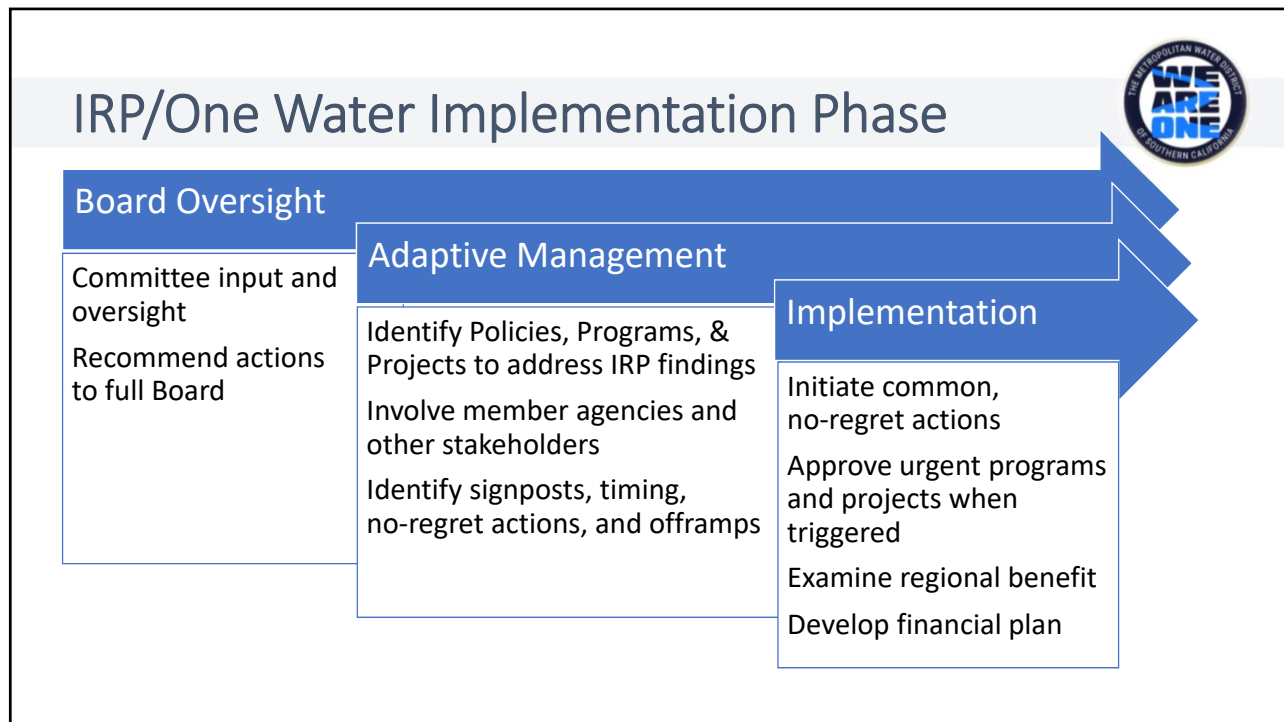 IRP/One Water Implementation Phase
THE METROPOLITAN WATER DISTRICT
WE
ARE
ONE
OF SOUTHERN CALIFORNIA
Board Oversight
Committee input and
oversight
Recommend actions
to full Board
Adaptive Management
Identify Policies, Programs, &
Projects to address IRP findings
Involve member agencies and
other stakeholders
Identify signposts, timing,
no-regret actions, and offramps
Implementation
Initiate common,
no-regret actions
Approve urgent programs
and projects when
triggered
Examine regional benefit
Develop financial plan